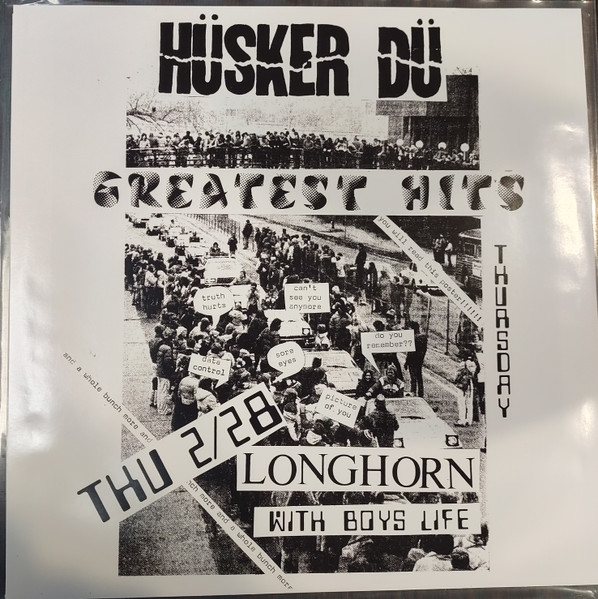 HÜSKER DÜ
GREATEST HITS
you will read this poster!!!!!!!
THURSDAY
truth
hurts
can't
see you
anymore
do you
remember??
sore
eyes
data
control
picture
of you
and a whole bunch more and
THU 2/28
LONGHORN
WITH BOYS LIFE
nch more and a whole bunch more